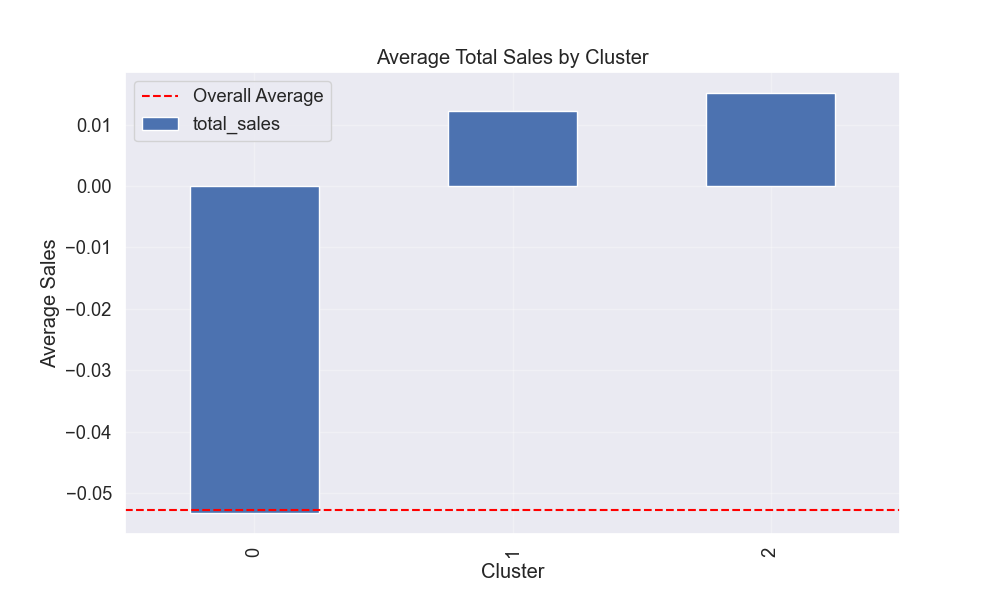 Average Total Sales by Cluster
Overall Average
total_sales
Average Sales
0.01
0.00
−0.01
−0.02
−0.03
−0.04
−0.05
0
1
2
Cluster